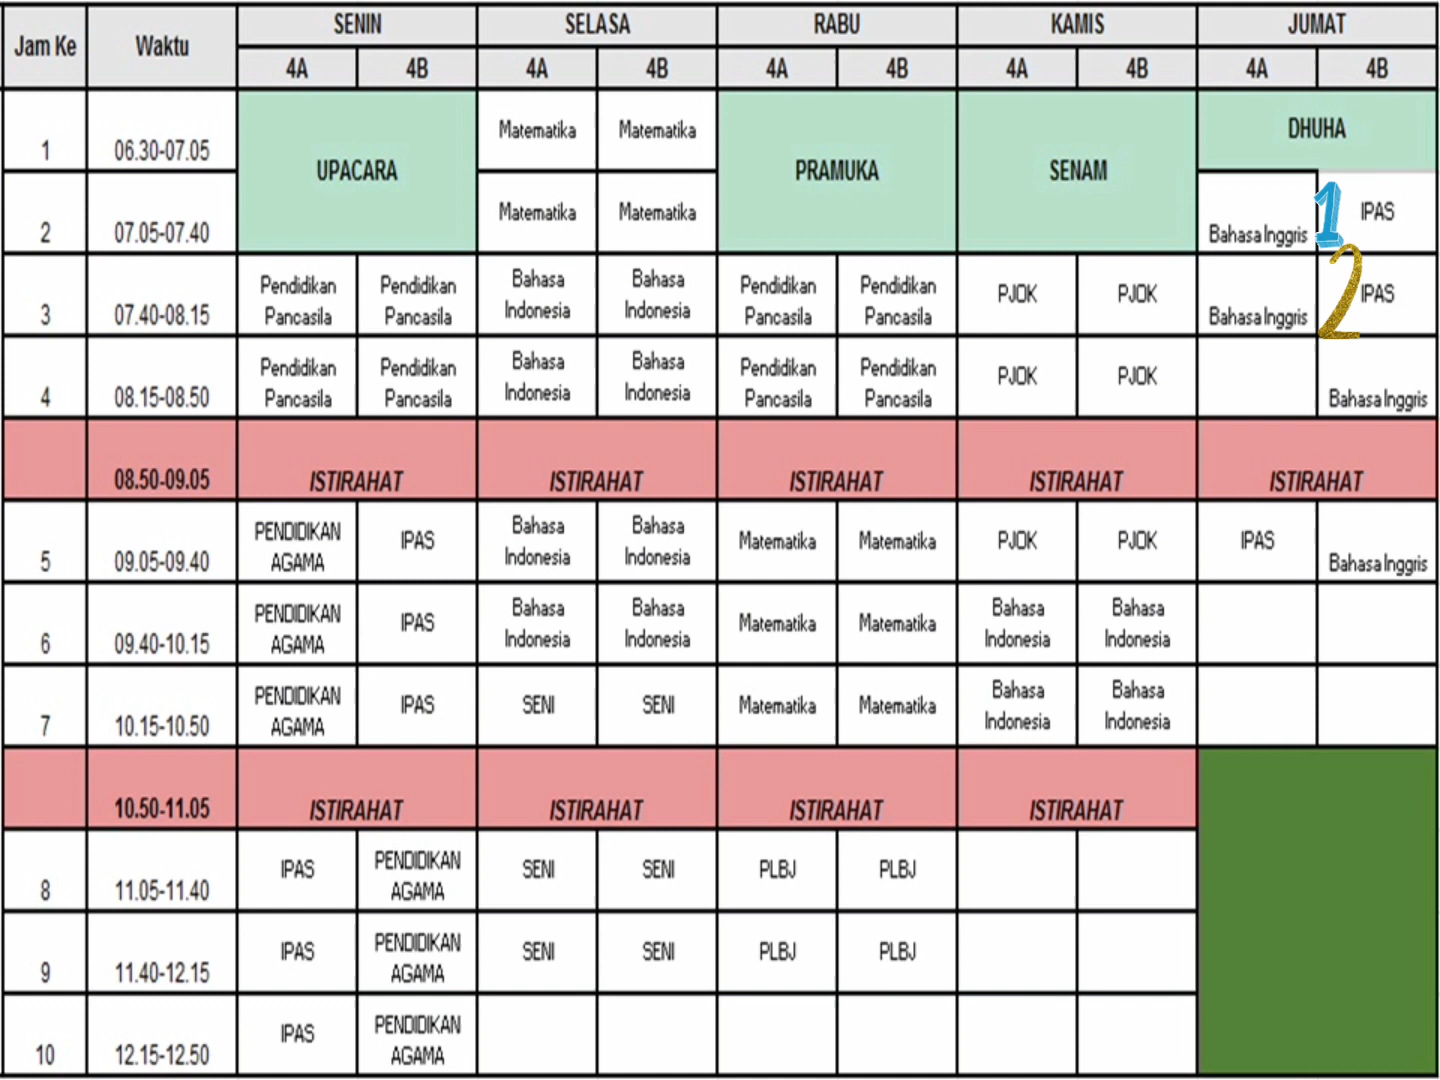 Jam Ke Waktu SENIN SELASA RABU KAMIS JUMAT
4A 4B 4A 4B 4A 4B 4A 4B 4A 4B
1 06.30-07.05 UPACARA Matematika Matematika PRAMUKA SENAM DHUHA
2 07.05-07.40 Matematika Matematika Bahasa Inggris 1 IPAS
3 07.40-08.15 Pendidikan Pancasila Pendidikan Pancasila Bahasa Indonesia Bahasa Indonesia Pendidikan Pancasila Pendidikan Pancasila PJOK PJOK Bahasa Inggris 2 IPAS
4 08.15-08.50 Pendidikan Pancasila Pendidikan Pancasila Bahasa Indonesia Bahasa Indonesia Pendidikan Pancasila Pendidikan Pancasila PJOK PJOK Bahasa Inggris
08.50-09.05 ISTIRAHAT ISTIRAHAT ISTIRAHAT ISTIRAHAT ISTIRAHAT
5 09.05-09.40 PENDIDIKAN AGAMA IPAS Bahasa Indonesia Bahasa Indonesia Matematika Matematika PJOK PJOK IPAS Bahasa Inggris
6 09.40-10.15 PENDIDIKAN AGAMA IPAS Bahasa Indonesia Bahasa Indonesia Matematika Matematika Bahasa Indonesia Bahasa Indonesia
7 10.15-10.50 PENDIDIKAN AGAMA IPAS SENI SENI Matematika Matematika Bahasa Indonesia Bahasa Indonesia
10.50-11.05 ISTIRAHAT ISTIRAHAT ISTIRAHAT ISTIRAHAT
8 11.05-11.40 IPAS PENDIDIKAN AGAMA SENI SENI PLBJ PLBJ
9 11.40-12.15 IPAS PENDIDIKAN AGAMA SENI SENI PLBJ PLBJ
10 12.15-12.50 IPAS PENDIDIKAN AGAMA